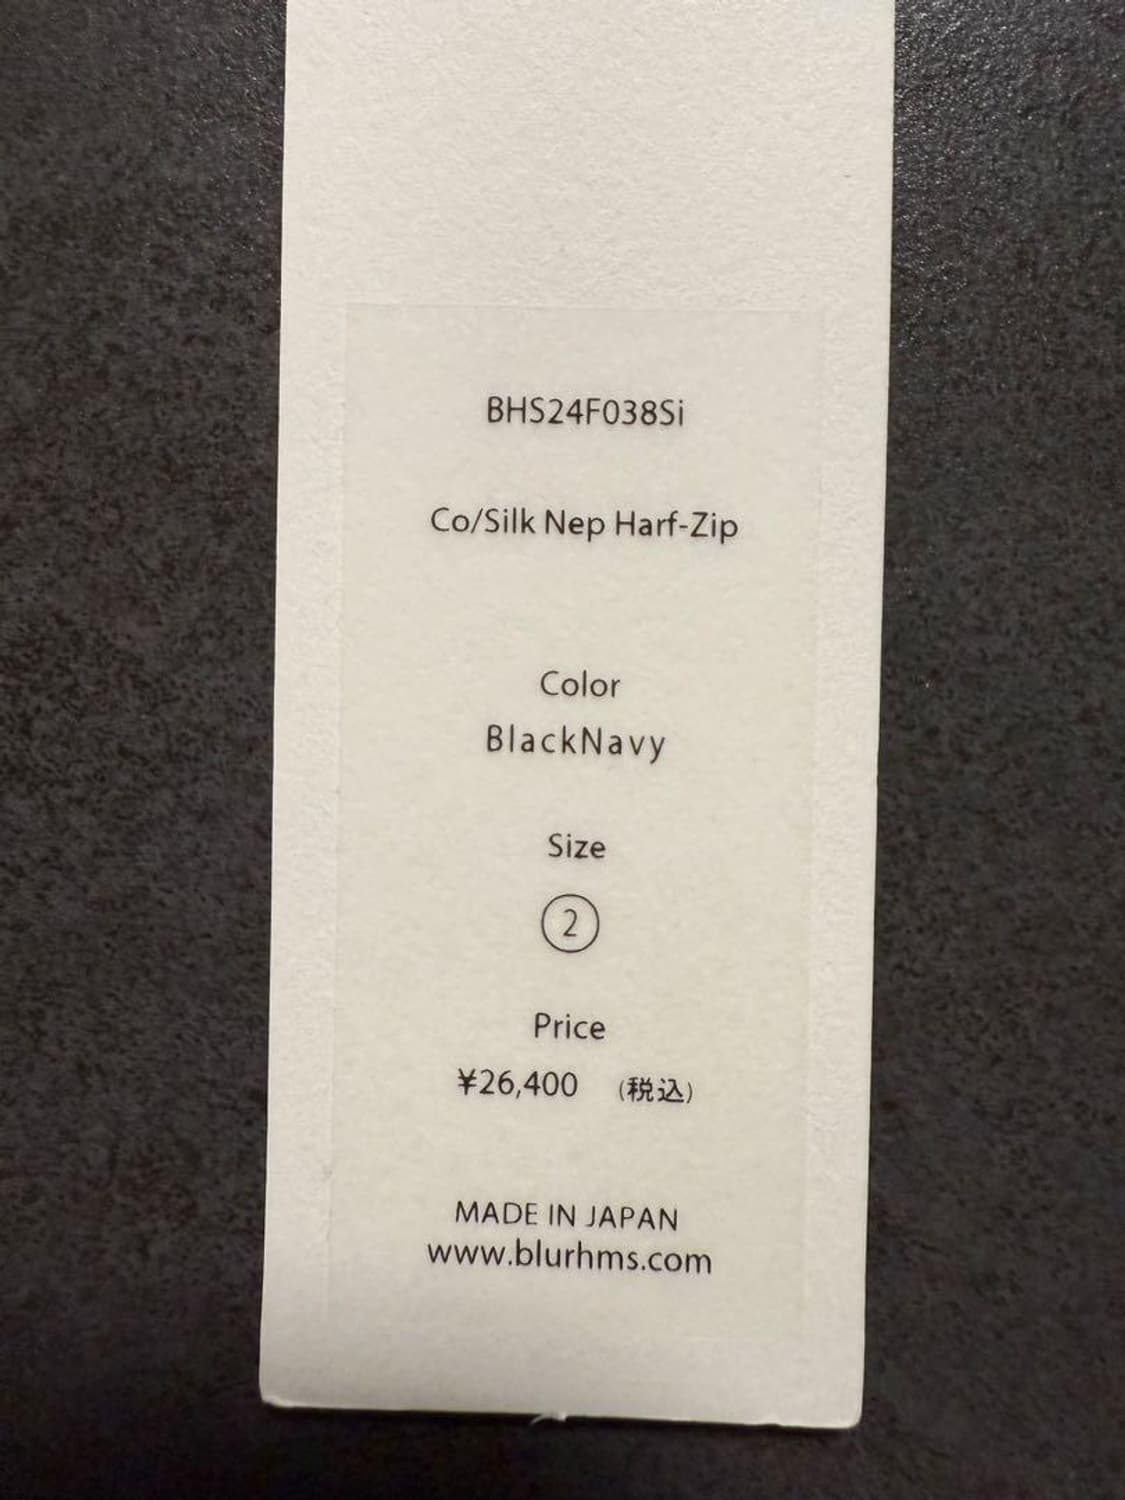 BHS24F038Si
Co/Silk Nep Harf-Zip
Color
BlackNavy
Size
②
Price
¥26,400 (税込)
MADE IN JAPAN
www.blurhms.com